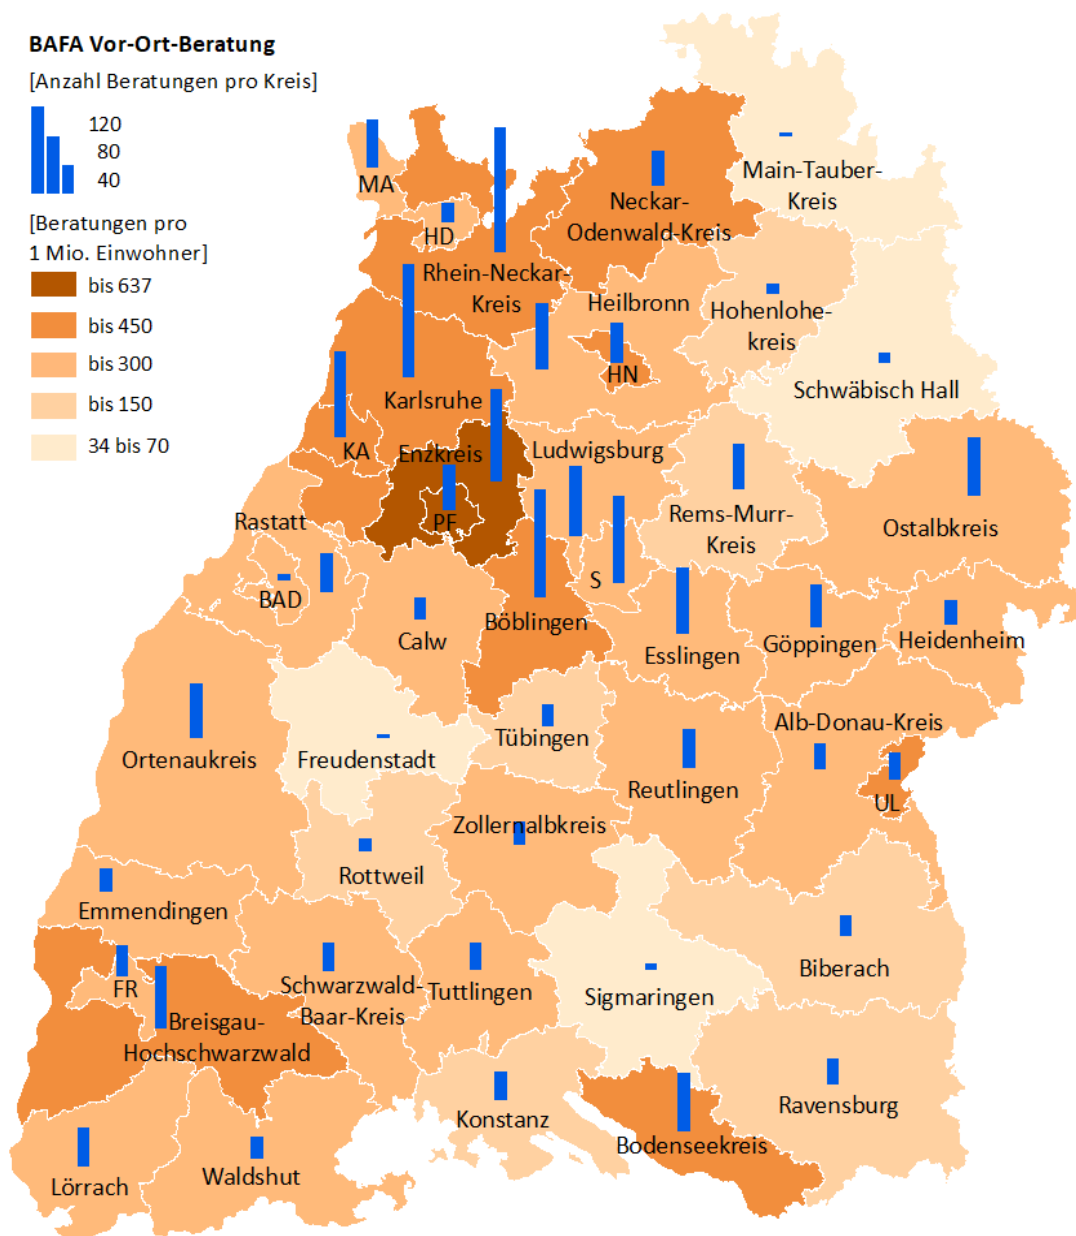 BAFA Vor-Ort-Beratung
[Anzahl Beratungen pro Kreis]
120
80
40
[Beratungen pro
1 Mio. Einwohner]
bis 637
bis 450
bis 300
bis 150
34 bis 70
MA
HD
Rhein-Neckar-
Kreis
Neckar-
Odenwald-Kreis
Main-Tauber-
Kreis
Heilbronn
HN
Hohenlohe-
kreis
Schwäbisch Hall
Karlsruhe
KA
Enzkreis
PF
Ludwigsburg
Rems-Murr-
Kreis
Ostalbkreis
Rastatt
BAD
Calw
Böblingen
S
Esslingen
Göppingen
Heidenheim
Ortenaukreis
Freudenstadt
Tübingen
Reutlingen
Alb-Donau-Kreis
UL
Zollernalbkreis
Rottweil
Emmendingen
FR
Breisgau-
Hochschwarzwald
Schwarzwald-
Baar-Kreis
Tuttlingen
Sigmaringen
Biberach
Konstanz
Bodenseekreis
Ravensburg
Lörrach
Waldshut